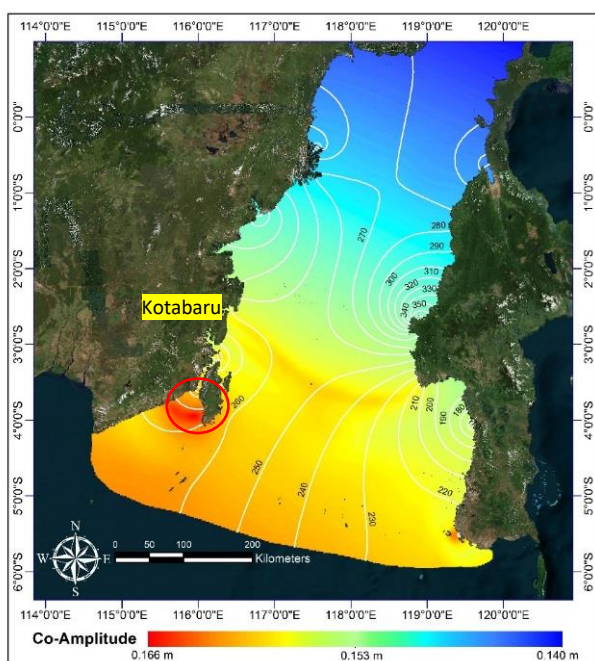 114°0'0"E 115°0'0"E 116°0'0"E 117°0'0"E 118°0'0"E 119°0'0"E 120°0'0"E
0°0'0" 0°0'0"
1°0'0"S 1°0'0"S
280
270
290
2°0'0"S 2°0'0"S
300 310
320 330
350
340
Kotabaru
3°0'0"S 3°0'0"S
260 210 200 180
190
4°0'0"S 4°0'0"S
250 240 220
230
5°0'0"S 5°0'0"S
N
W E
S
0 50 100 200
Kilometers
6°0'0"S 6°0'0"S
114°0'0"E 115°0'0"E 116°0'0"E 117°0'0"E 118°0'0"E 119°0'0"E 120°0'0"E
Co-Amplitude
0.166 m 0.153 m 0.140 m